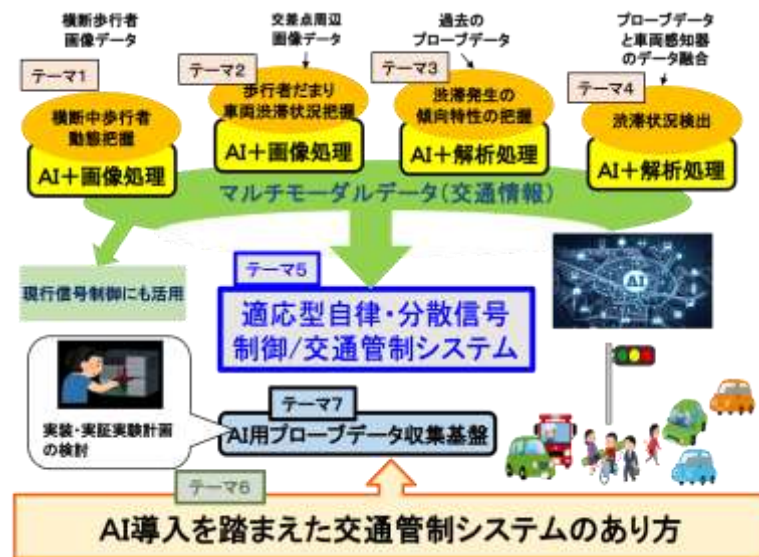 横断歩行者
画像データ
テーマ1
横断中歩行者
動態把握
AI+画像処理
交差点周辺
画像データ
テーマ2
歩行者だまり
車両渋滞状況把握
AI+画像処理
過去の
プローブデータ
テーマ3
渋滞発生の
傾向特性の把握
AI+解析処理
プローブデータ
と車両感知器
のデータ融合
テーマ4
渋滞状況検出
AI+解析処理
マルチモーダルデータ(交通情報)
現行信号制御にも活用
テーマ5
適応型自律・分散信号
制御/交通管制システム
AI
実装・実証実験計画
の検討
テーマ7
AI用プローブデータ収集基盤
テーマ6
AI導入を踏まえた交通管制システムのあり方